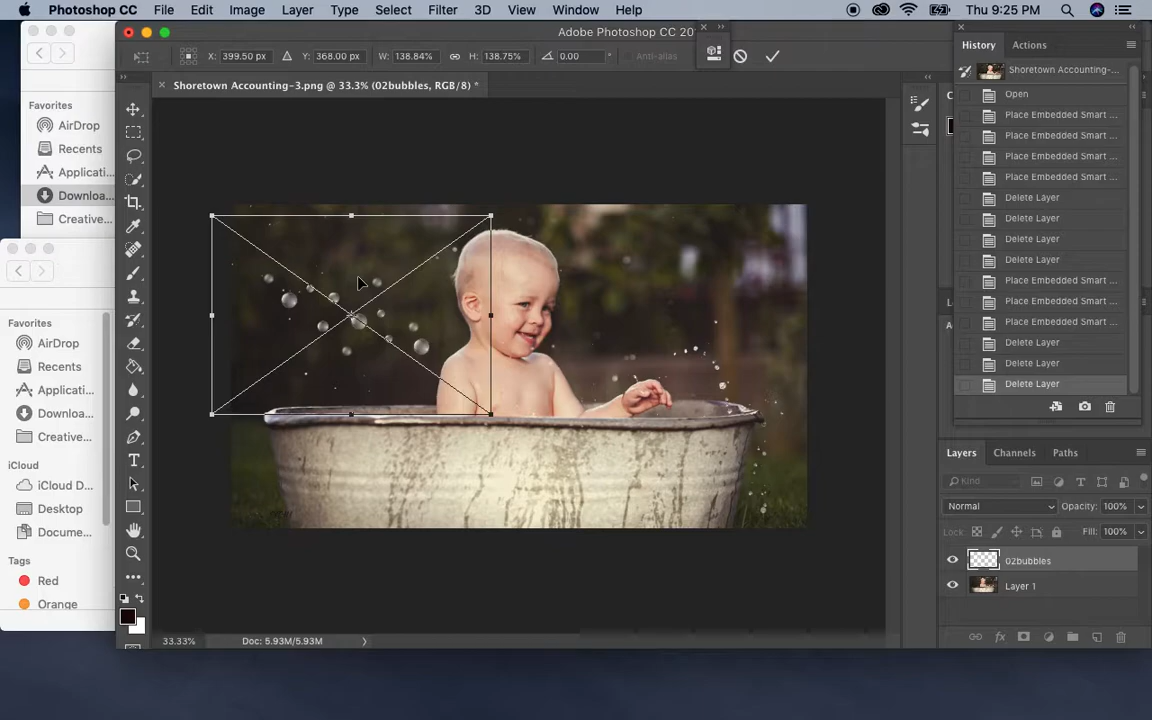 Photoshop CC File Edit Image Layer Type Select Filter 3D View Window Help Thu 9:25 PM
Adobe Photoshop CC 20
X: 399.50 px Y: 368.00 px W: 138.84% H: 138.75% 0.00 ° Anti-alias
Shoretown Accounting-3.png @ 33.3% (02bubbles, RGB/8) *
Favorites
AirDrop
Recents
Applicati...
Downloa...
Creative...
Favorites
AirDrop
Recents
Applicati...
Downloa...
Creative...
iCloud
iCloud D...
Desktop
Docume...
Tags
Red
Orange
33.33% Doc: 5.93M/5.93M
History Actions
Shoretown Accounting-...
Open
Place Embedded Smart ...
Place Embedded Smart ...
Place Embedded Smart ...
Place Embedded Smart ...
Delete Layer
Delete Layer
Delete Layer
Delete Layer
Place Embedded Smart ...
Place Embedded Smart ...
Place Embedded Smart ...
Delete Layer
Delete Layer
Delete Layer
Layers Channels Paths
Kind
Normal Opacity: 100%
Lock: Fill: 100%
02bubbles
Layer 1